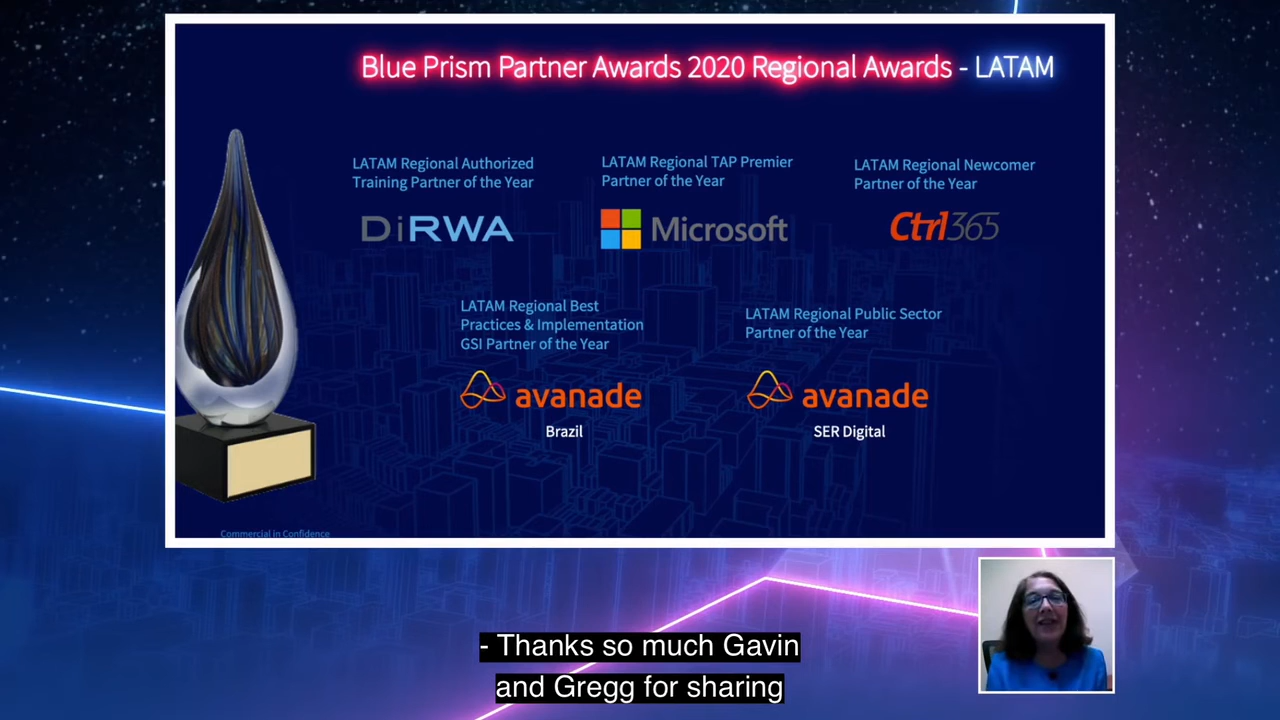 Blue Prism Partner Awards 2020 Regional Awards - LATAM
LATAM Regional Authorized
Training Partner of the Year
DiRWA
LATAM Regional TAP Premier
Partner of the Year
Microsoft
LATAM Regional Newcomer
Partner of the Year
Ctrl365
LATAM Regional Best
Practices & Implementation
GSI Partner of the Year
avanade
Brazil
LATAM Regional Public Sector
Partner of the Year
avanade
SER Digital
Commercial in Confidence
- Thanks so much Gavin
and Gregg for sharing